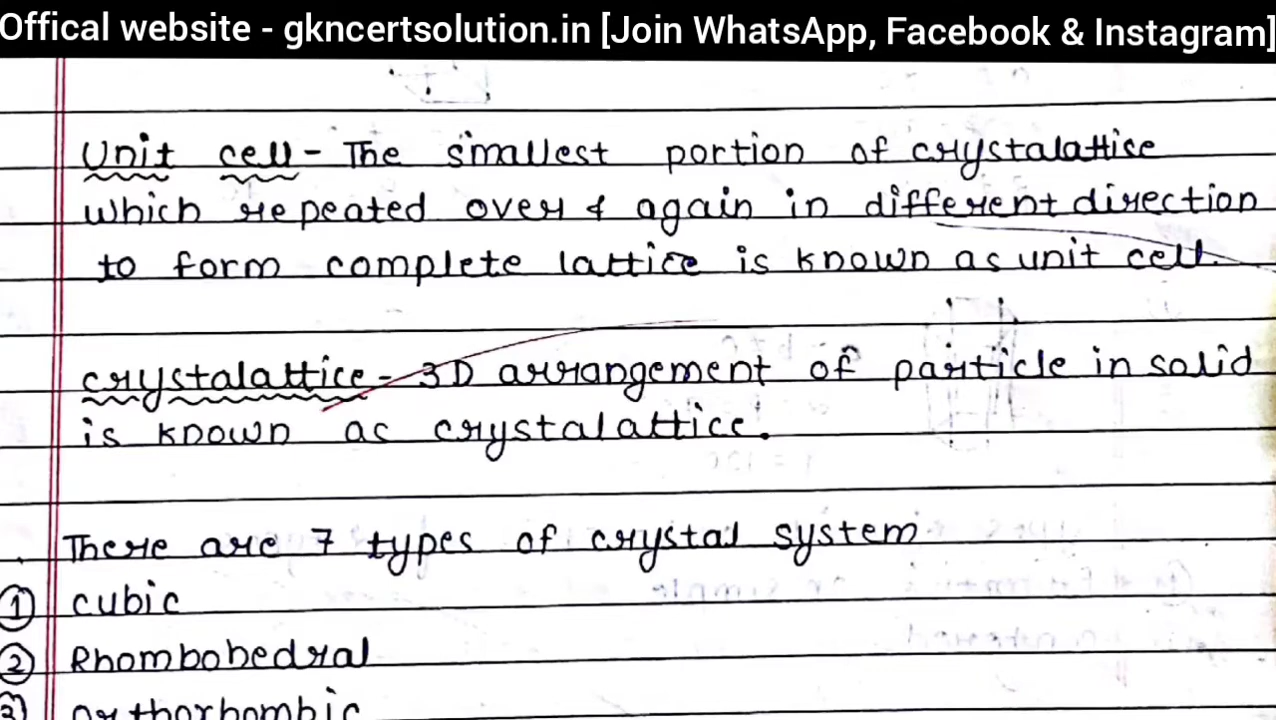 Offical website - gkncertsolution.in [Join WhatsApp, Facebook & Instagram]
Unit cell - The smallest portion of crystalattice
which repeated over & again in different direction
to form complete lattice is known as unit cell.
crystalattice - 3D arrangement of particle in solid
is known as crystalattice.
There are 7 types of crystal system
① cubic
② Rhombohedral
③ orthorhombic